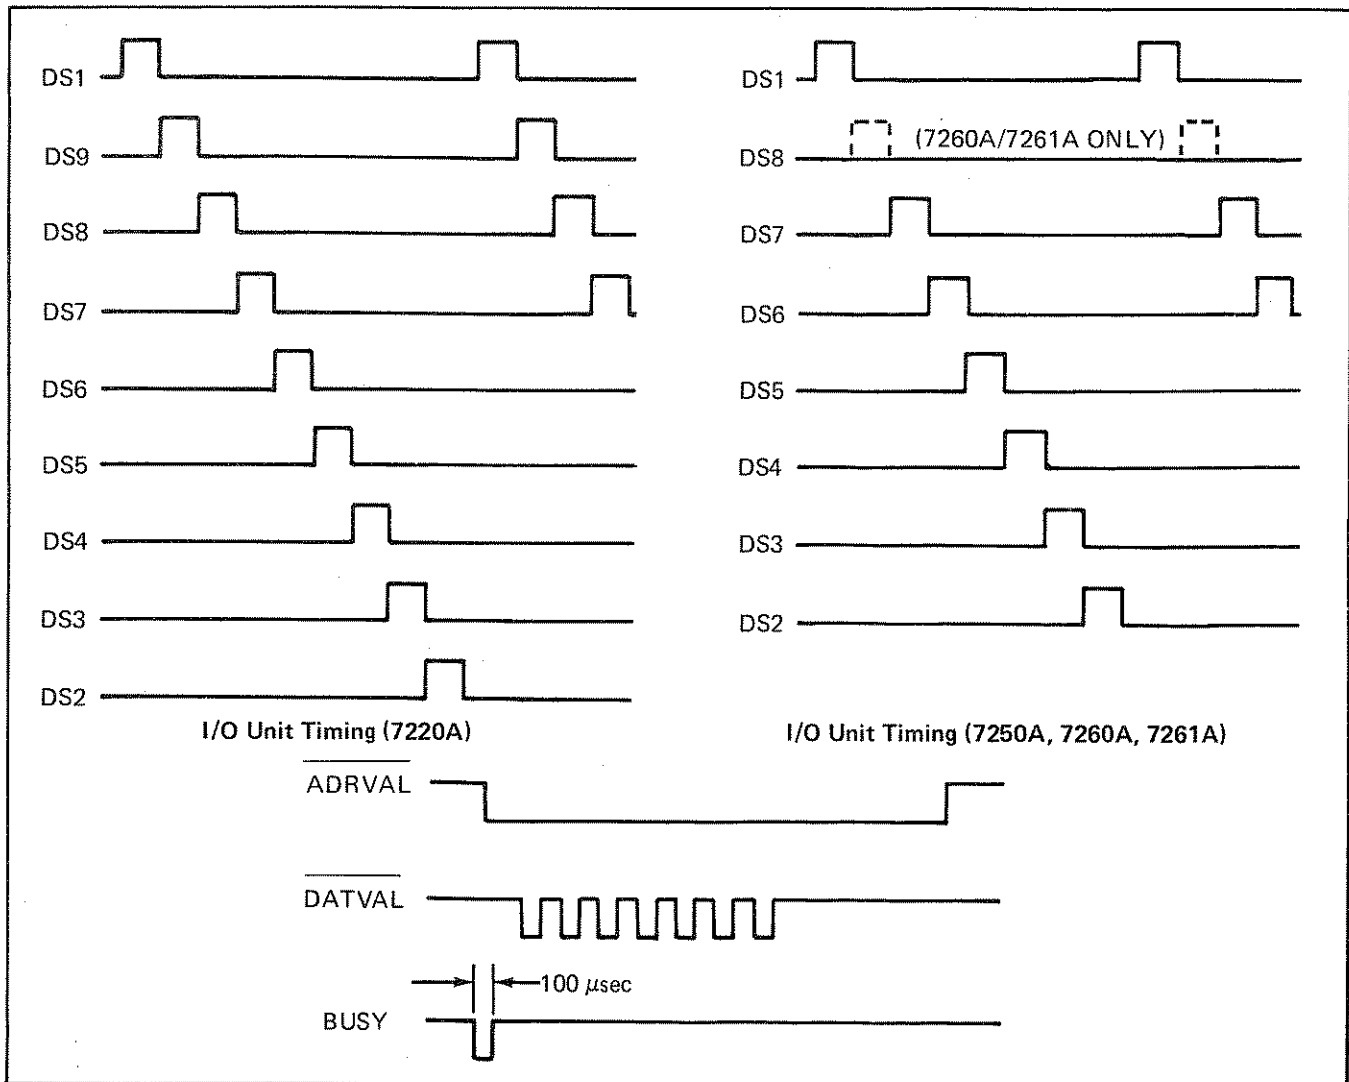 DS1
DS9
DS8
DS7
DS6
DS5
DS4
DS3
DS2
I/O Unit Timing (7220A)
DS1
DS8
(7260A/7261A ONLY)
DS7
DS6
DS5
DS4
DS3
DS2
I/O Unit Timing (7250A, 7260A, 7261A)
ADRVAL
DATVAL
100 μsec
BUSY